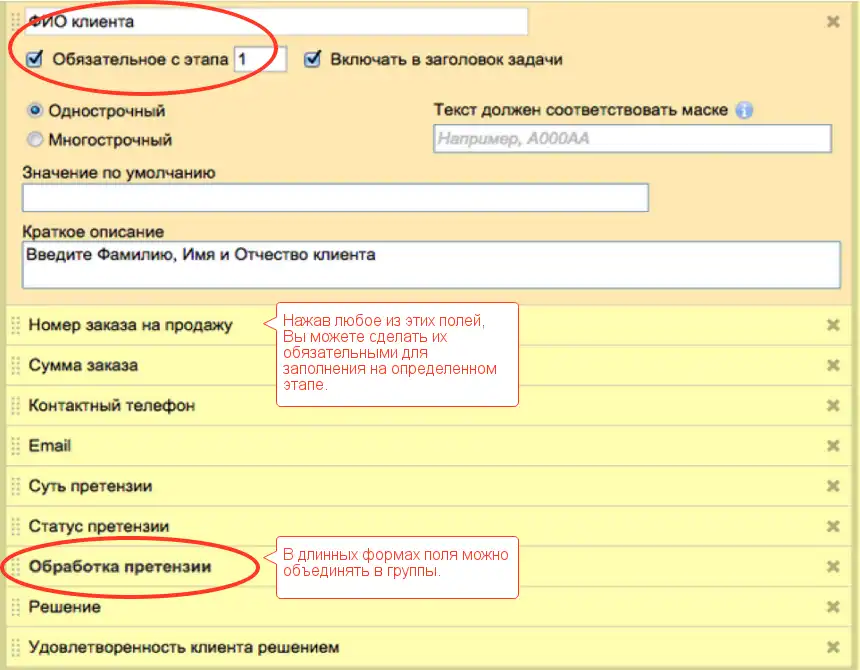 ФИО клиента
Обязательное с этапа 1 Включать в заголовок задачи
Однострочный
Текст должен соответствовать маске i
Многострочный
Например, А000АА
Значение по умолчанию
Краткое описание
Введите Фамилию, Имя и Отчество клиента
Номер заказа на продажу
Нажав любое из этих полей,
Вы можете сделать их
обязательными для
заполнения на определенном
этапе.
Сумма заказа
Контактный телефон
Email
Суть претензии
Статус претензии
Обработка претензии
В длинных формах поля можно
объединять в группы.
Решение
Удовлетворенность клиента решением